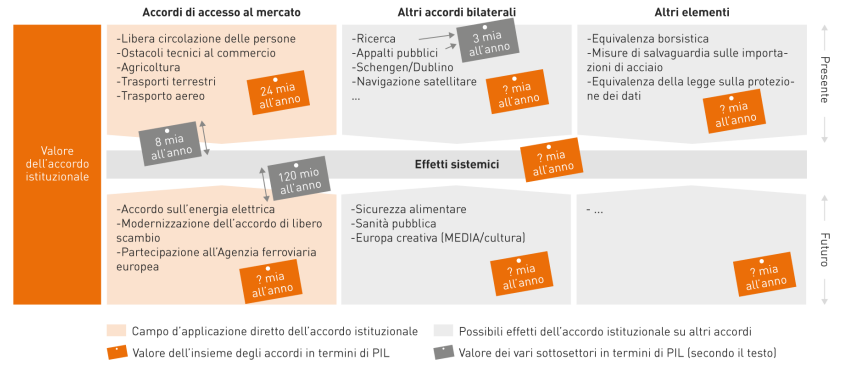 Accordi di accesso al mercato
Altri accordi bilaterali
Altri elementi
Valore
dell'accordo
istituzionale
-Libera circolazione delle persone
-Ostacoli tecnici al commercio
-Agricoltura
-Trasporti terrestri
-Trasporto aereo
24 mia
all'anno
-Ricerca
-Appalti pubblici
-Schengen/Dublino
-Navigazione satellitare
...
3 mia
all'anno
? mia
all'anno
-Equivalenza borsistica
-Misure di salvaguardia sulle importa-
zioni di acciaio
-Equivalenza della legge sulla protezio-
ne dei dati
? mia
all'anno
Presente
8 mia
all'anno
Effetti sistemici
? mia
all'anno
120 mio
all'anno
-Accordo sull'energia elettrica
-Modernizzazione dell'accordo di libero
scambio
-Partecipazione all'Agenzia ferroviaria
europea
? mia
all'anno
-Sicurezza alimentare
-Sanità pubblica
-Europa creativa (MEDIA/cultura)
? mia
all'anno
- ...
? mia
all'anno
Futuro
Campo d'applicazione diretto dell'accordo istituzionale
Possibili effetti dell'accordo istituzionale su altri accordi
Valore dell'insieme degli accordi in termini di PIL
Valore dei vari sottosettori in termini di PIL (secondo il testo)